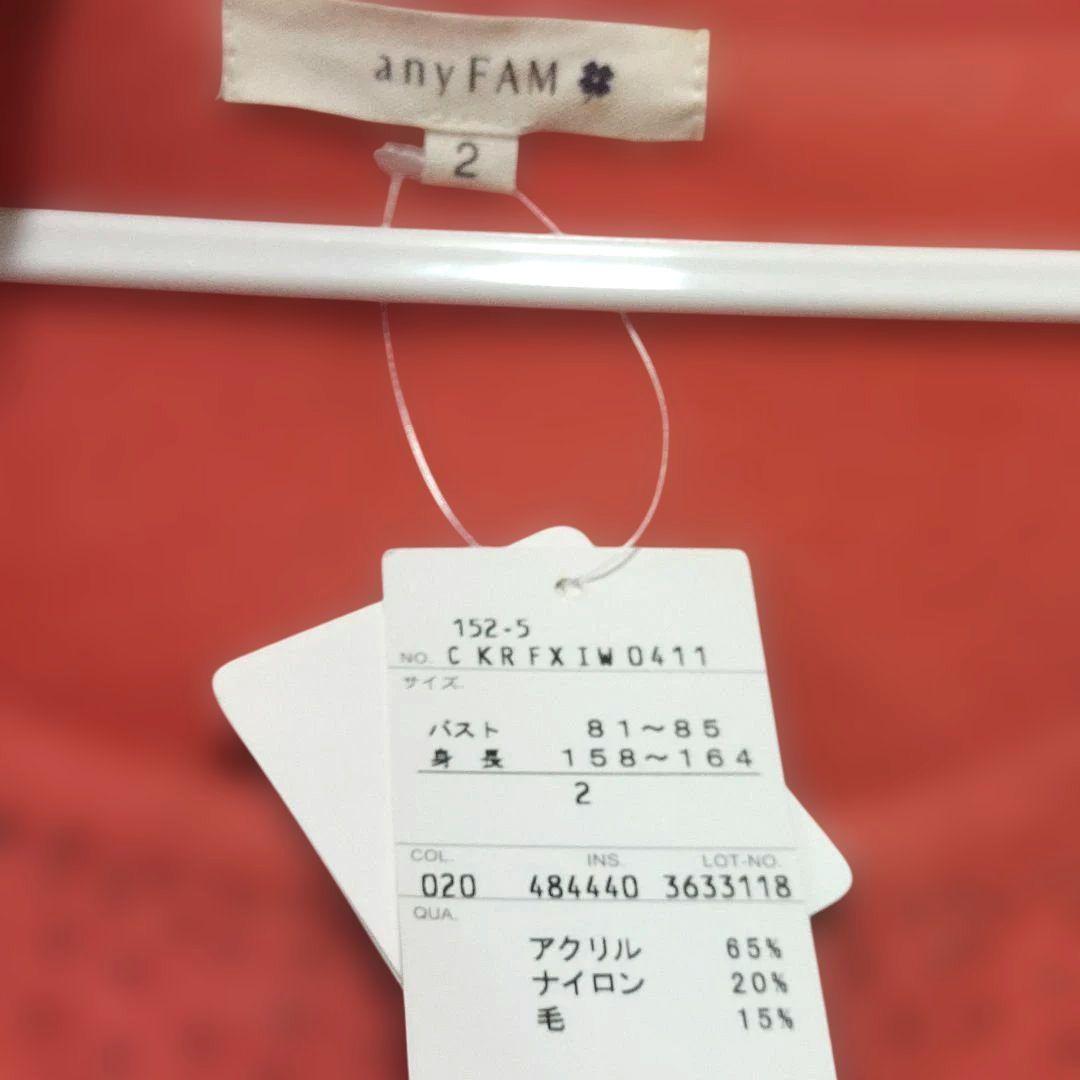 anyFAM
2
152-5
NO. CKRFXIW0411
サイズ.
バスト 81～85
身長 158～164
2
COL. INS. LOT-NO.
020 484440 3633118
QUA.
アクリル 65%
ナイロン 20%
毛 15%